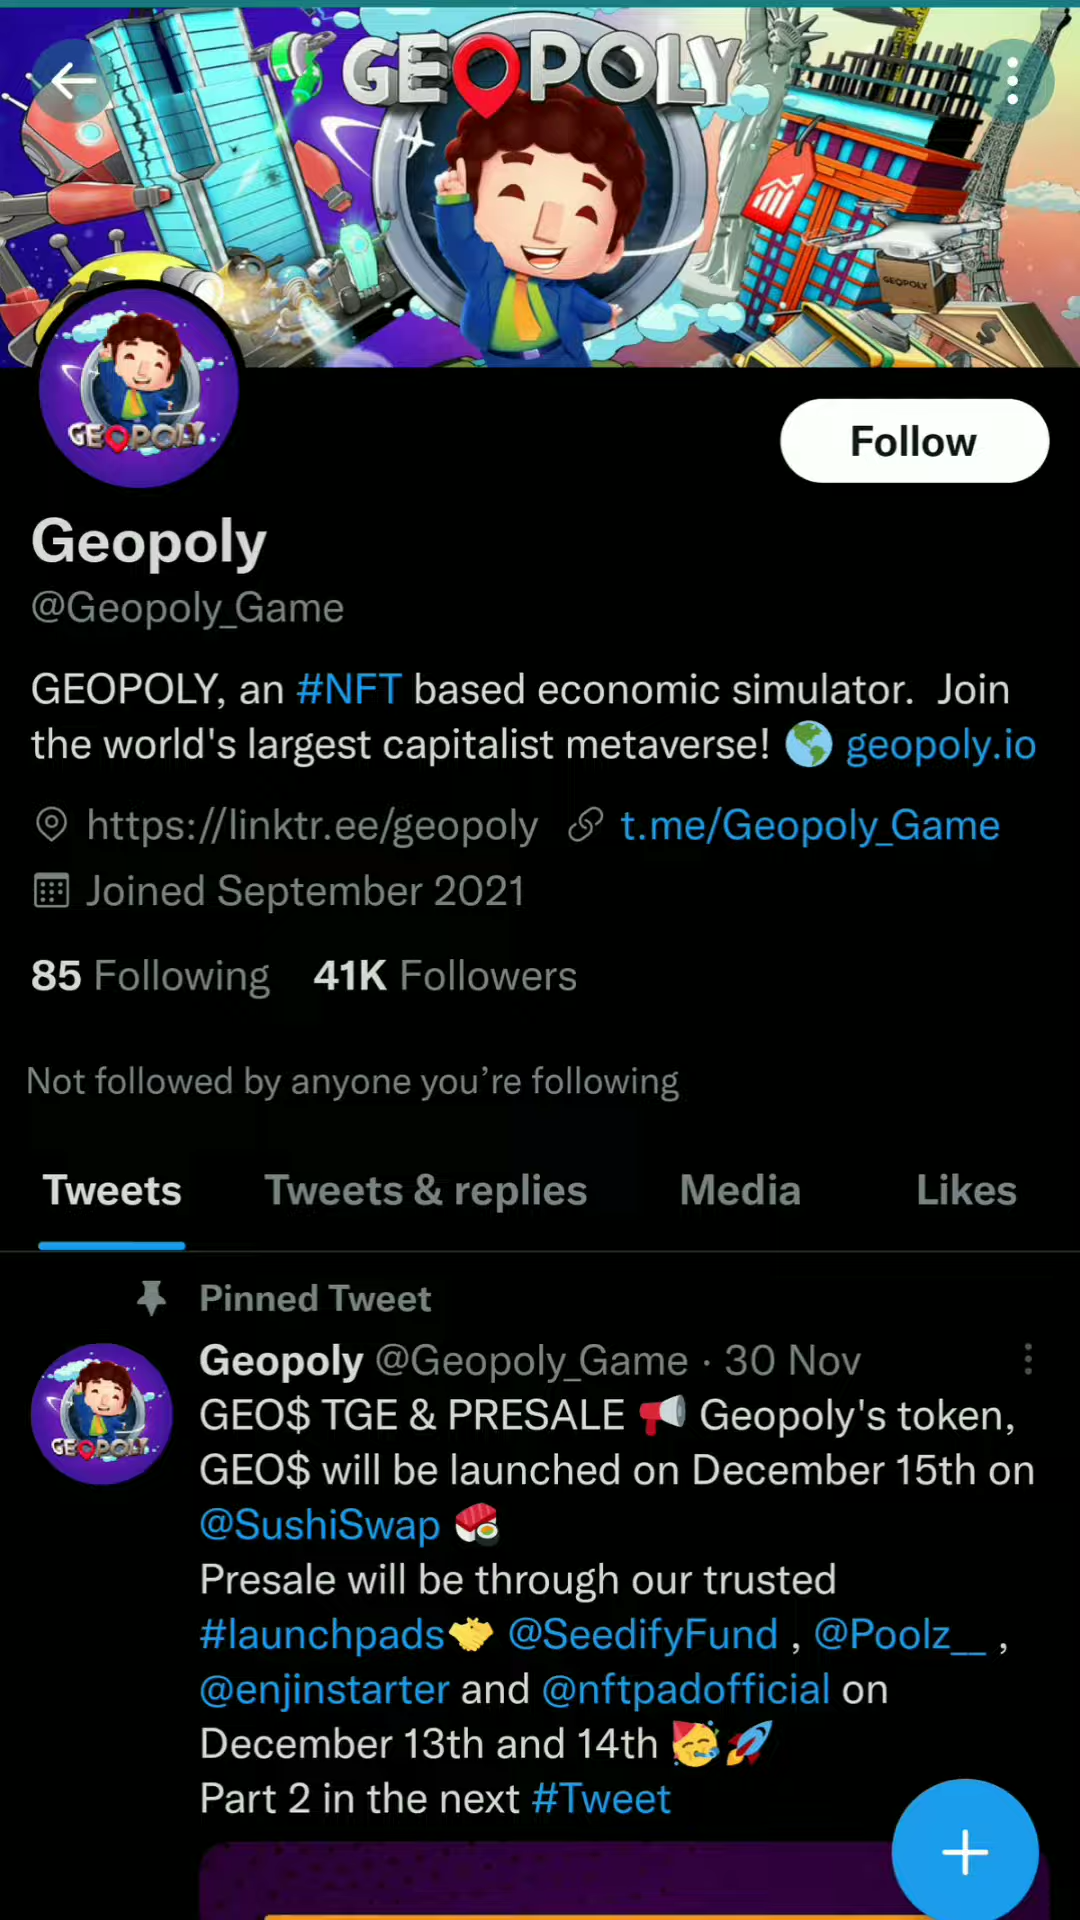 GEOPOLY
GEOPOLY
GEOPOLY
Follow
Geopoly
@Geopoly_Game
GEOPOLY, an #NFT based economic simulator. Join
the world's largest capitalist metaverse! 🌎 geopoly.io
https://linktr.ee/geopoly t.me/Geopoly_Game
Joined September 2021
85 Following 41K Followers
Not followed by anyone you’re following
Tweets Tweets & replies Media Likes
Pinned Tweet
Geopoly @Geopoly_Game · 30 Nov
GEOPOLY
GEO$ TGE & PRESALE 📢 Geopoly's token,
GEO$ will be launched on December 15th on
@SushiSwap 🍣
Presale will be through our trusted
#launchpads🤝 @SeedifyFund , @Poolz__ ,
@enjinstarter and @nftpadofficial on
December 13th and 14th 🥳🚀
Part 2 in the next #Tweet